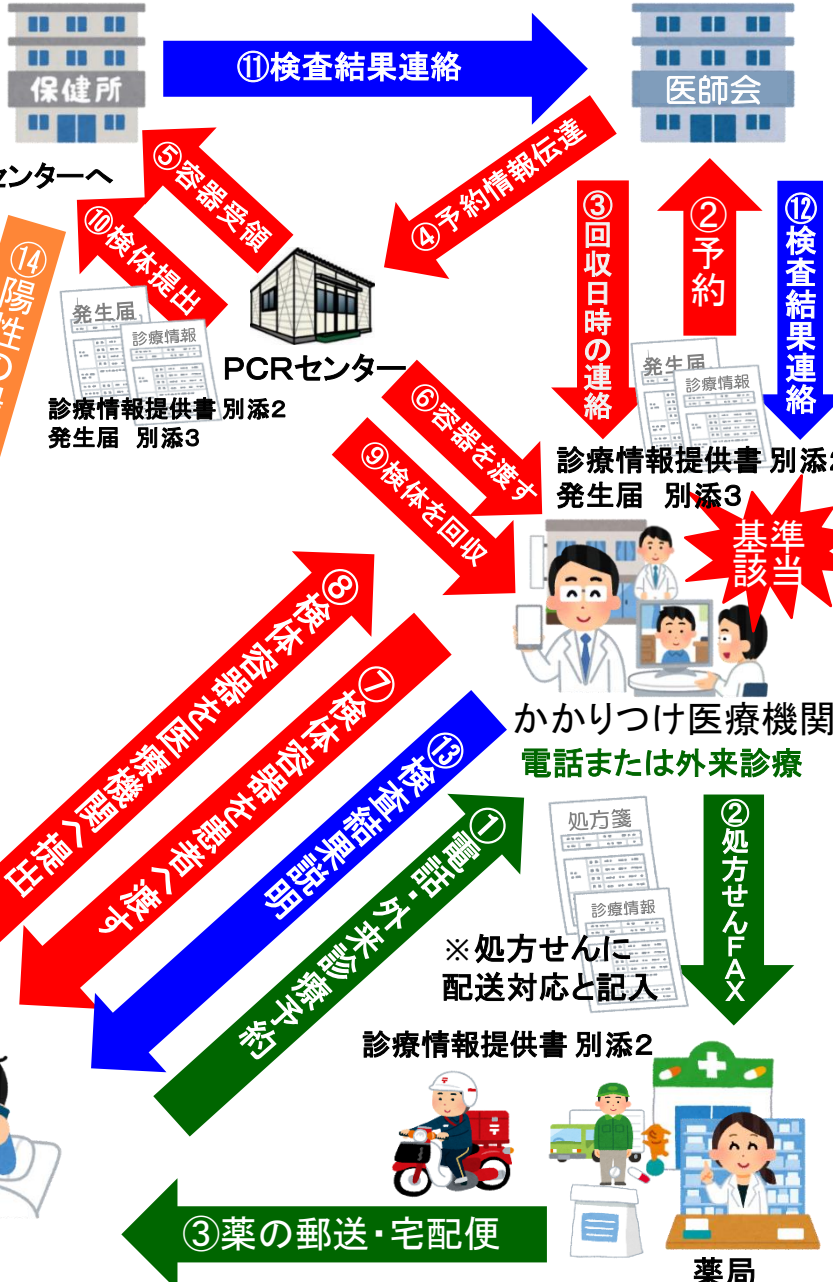 保健所
⑪検査結果連絡
医師会
センターへ
⑤容器受領
④予約情報伝達
⑩検体提出
③回収日時の連絡
②予約
⑫検査結果連絡
⑭陽性の
発生届
診療情報
PCRセンター
診療情報提供書 別添2
発生届 別添3
発生届
診療情報
診療情報提供書 別添2
発生届 別添3
⑥容器を渡す
⑨検体を回収
基準
該当
⑧検体容器を医療機関へ提出
⑦検体容器を患者へ渡す
⑬検査結果説明
①電話・外来診療予約
かかりつけ医療機関
電話または外来診療
処方箋
診療情報
②処方せんFAX
※処方せんに
配送対応と記入
診療情報提供書 別添2
③薬の郵送・宅配便
薬局